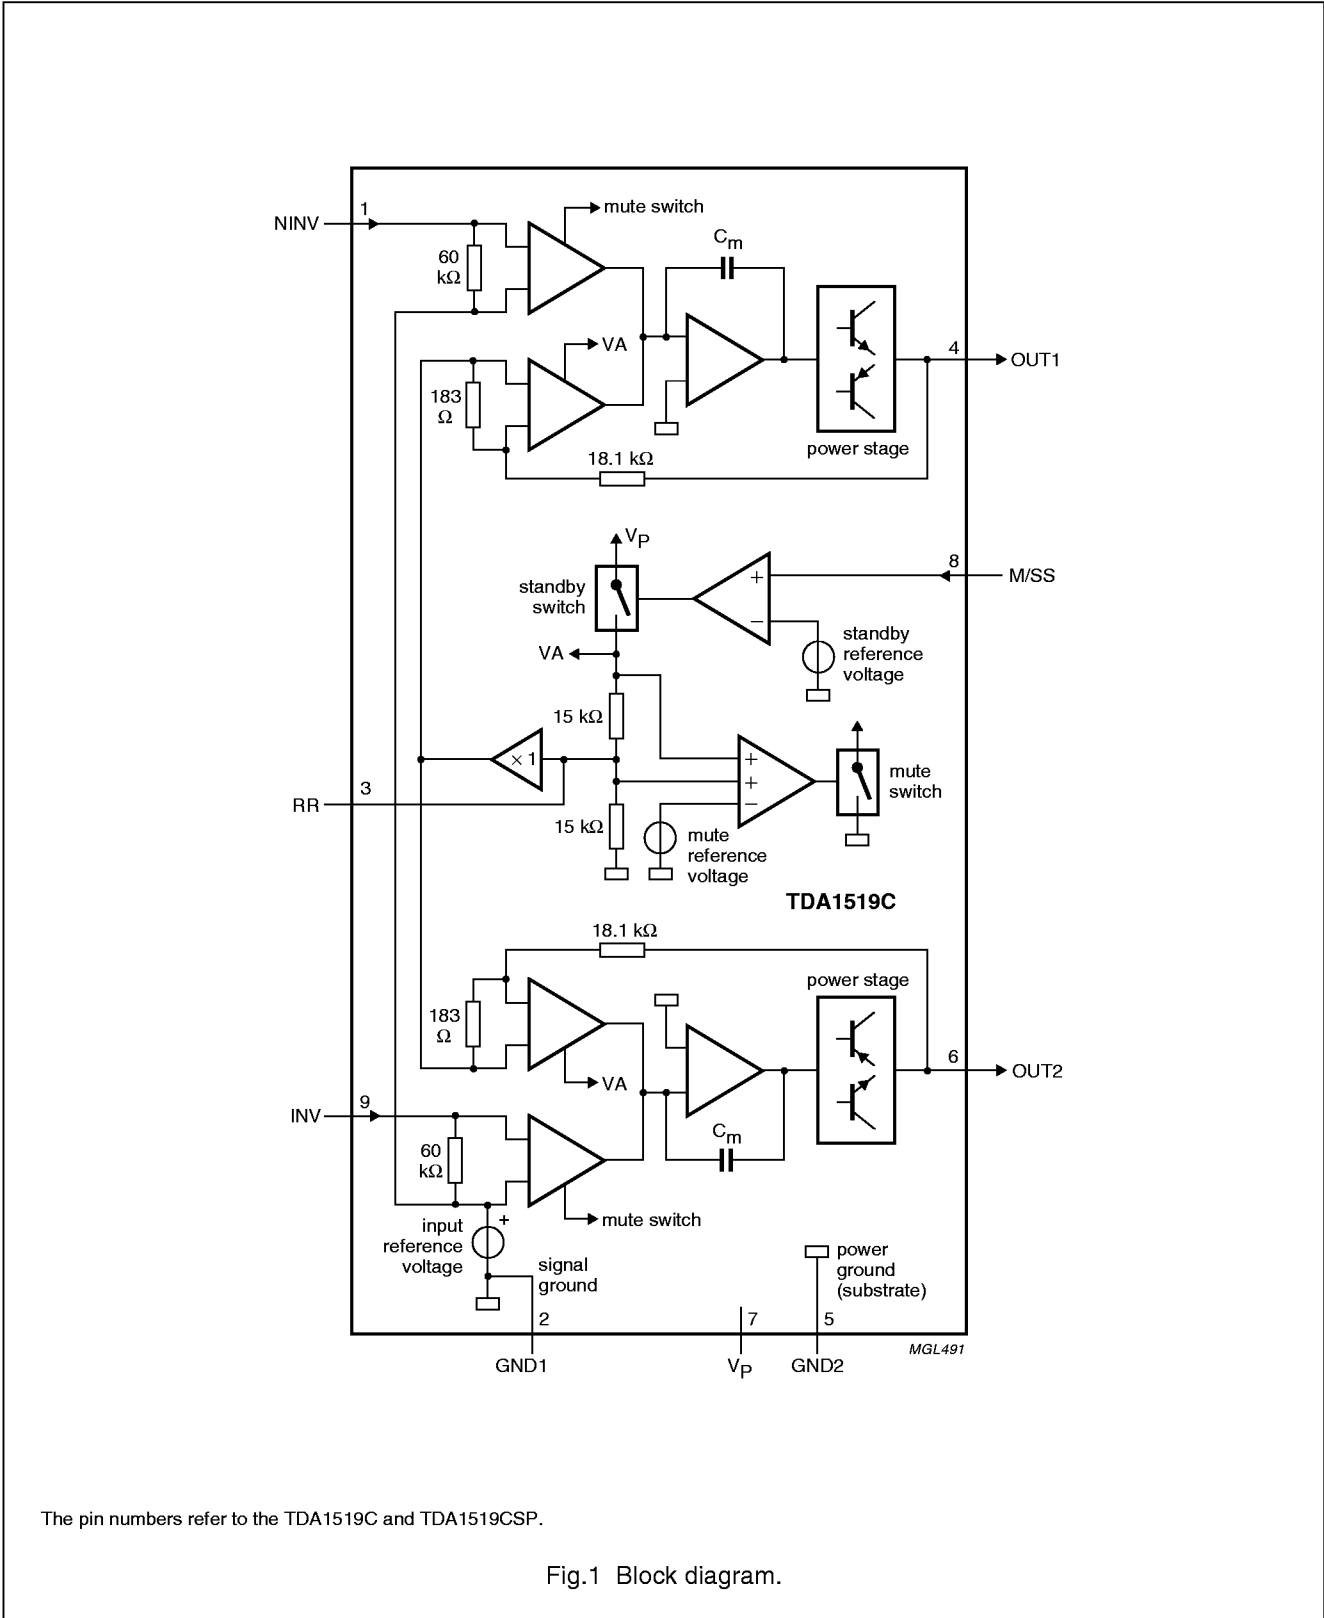 1
NINV
mute switch
60
kΩ
Cm
VA
4
OUT1
183
Ω
power stage
18.1 kΩ
VP
8
M/SS
+
−
standby
switch
standby
reference
voltage
VA
15 kΩ
× 1
+
+
−
mute
switch
3
RR
15 kΩ
mute
reference
voltage
TDA1519C
18.1 kΩ
power stage
183
Ω
VA
6
OUT2
9
INV
Cm
60
kΩ
mute switch
input
reference
voltage
+
signal
ground
power
ground
(substrate)
2
7
5
MGL491
GND1
VP
GND2
The pin numbers refer to the TDA1519C and TDA1519CSP.
Fig.1 Block diagram.